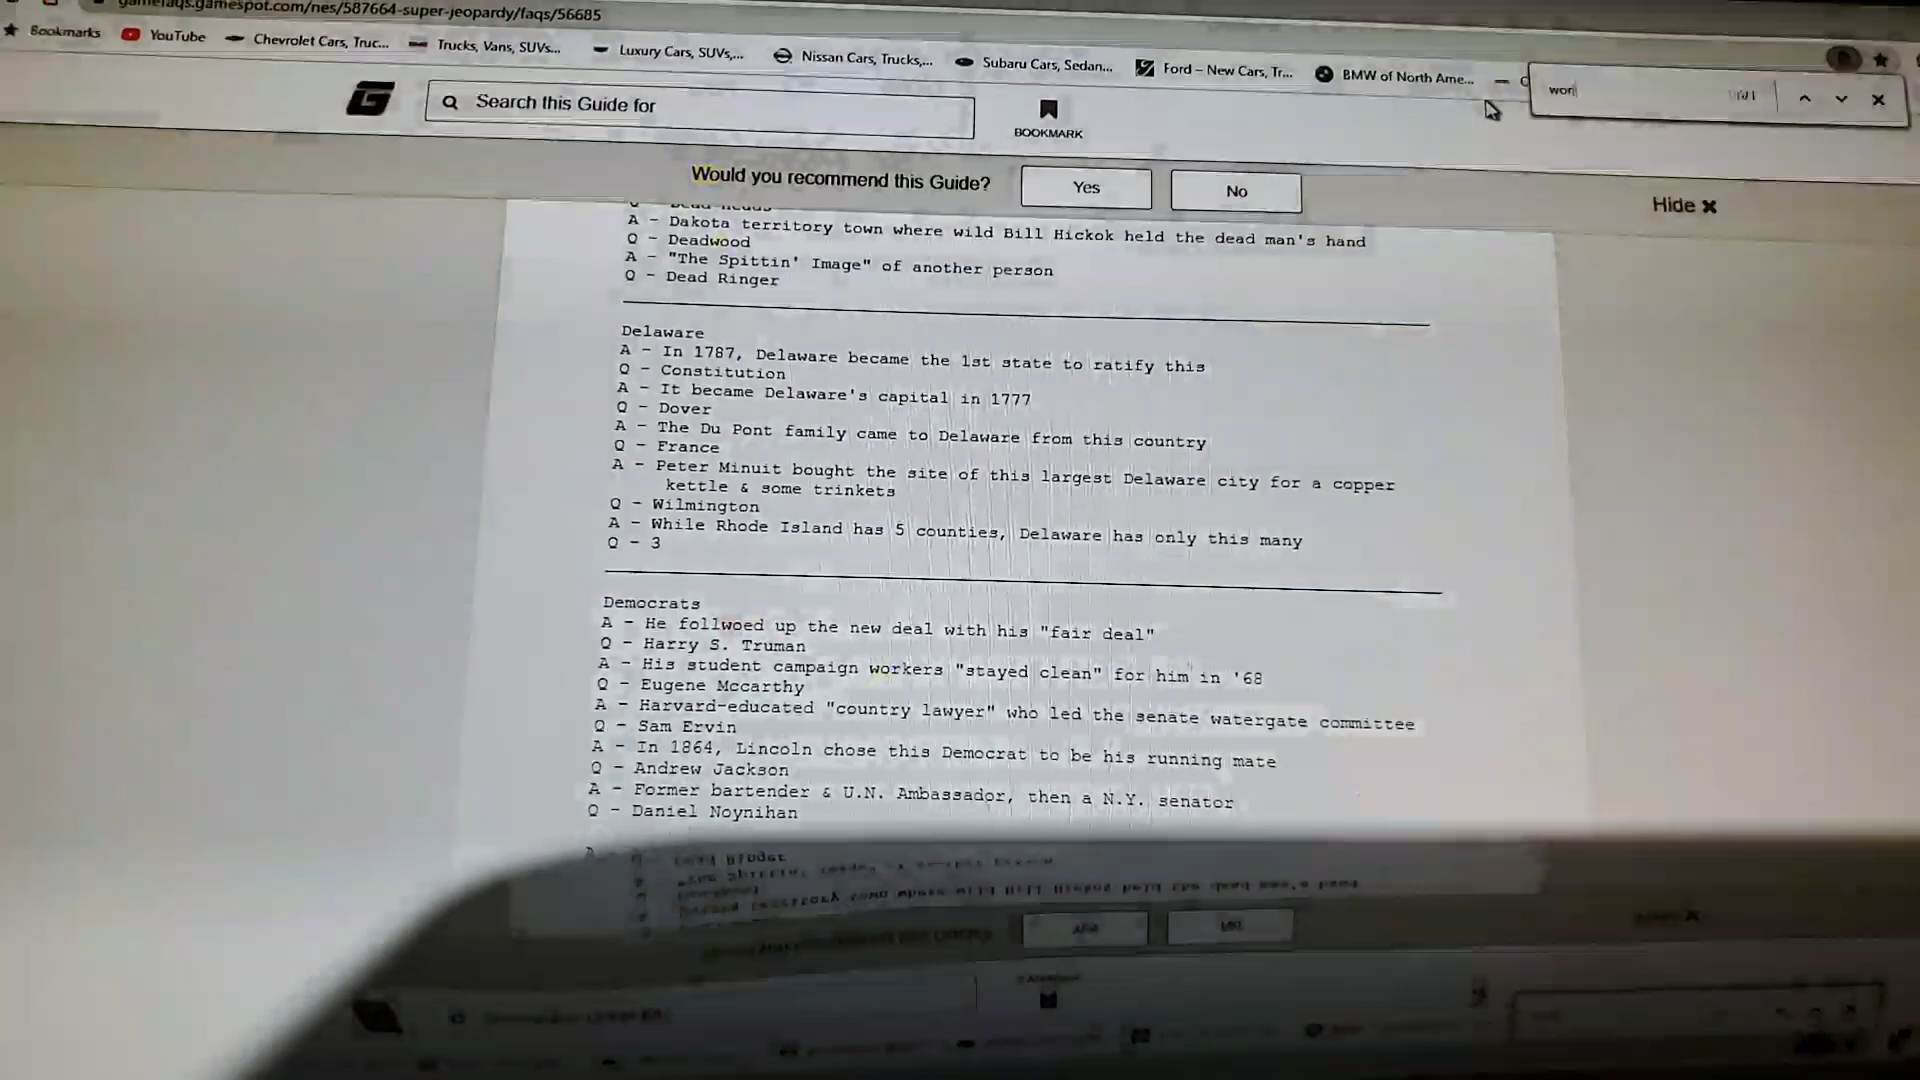 gamefaqs.gamespot.com/nes/587664-super-jeopardy/faqs/56685
Bookmarks YouTube Chevrolet Cars, Truc... Trucks, Vans, SUVs... Luxury Cars, SUVs,... Nissan Cars, Trucks,... Subaru Cars, Sedan... Ford – New Cars, Tr... BMW of North Ame... C
wor
Search this Guide for
BOOKMARK
Would you recommend this Guide? Yes No
Hide ✖
Q - Dead heads
A - Dakota territory town where wild Bill Hickok held the dead man's hand
Q - Deadwood
A - "The Spittin' Image" of another person
Q - Dead Ringer
Delaware
A - In 1787, Delaware became the 1st state to ratify this
Q - Constitution
A - It became Delaware's capital in 1777
Q - Dover
A - The Du Pont family came to Delaware from this country
Q - France
A - Peter Minuit bought the site of this largest Delaware city for a copper
kettle & some trinkets
Q - Wilmington
A - While Rhode Island has 5 counties, Delaware has only this many
Q - 3
Democrats
A - He follwoed up the new deal with his "fair deal"
Q - Harry S. Truman
A - His student campaign workers "stayed clean" for him in '68
Q - Eugene Mccarthy
A - Harvard-educated "country lawyer" who led the senate watergate committee
Q - Sam Ervin
A - In 1864, Lincoln chose this Democrat to be his running mate
Q - Andrew Jackson
A - Former bartender & U.N. Ambassador, then a N.Y. senator
Q - Daniel Noynihan